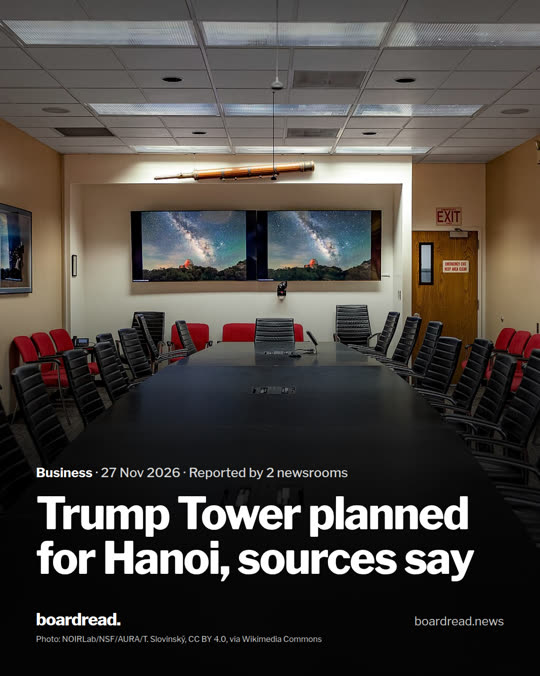 EXIT
Business · 27 Nov 2026 · Reported by 2 newsrooms
Trump Tower planned
for Hanoi, sources say
boardread.
boardread.news
Photo: NOIRLab/NSF/AURA/T. Slovinský, CC BY 4.0, via Wikimedia Commons